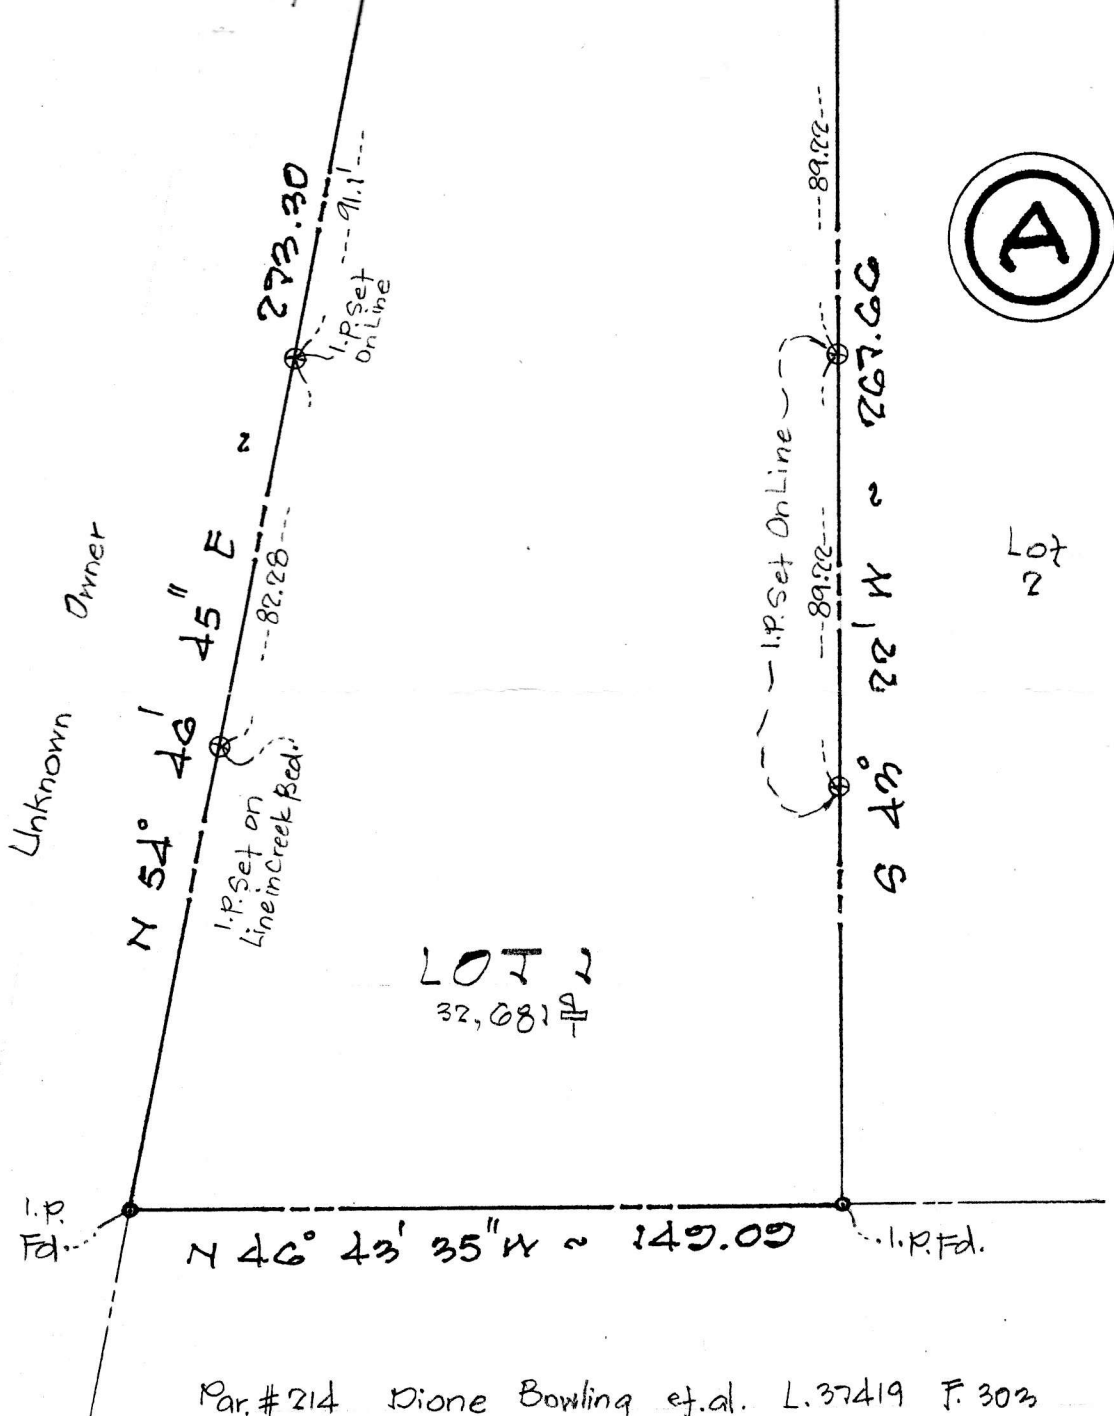 273.30
---91.1'---
I.P. Set
On Line
---89.22---
A
I.P. Set On Line
---89.22---
S 43° 22' W ~ 267.66
Lot
2
Unknown Owner
N 54° 46' 45" E ~
---82.28---
I.P. Set on
Line in Creek Bed.
LOT 1
32,681
I.P.
Fd.
N 46° 43' 35" W ~ 149.09
I.P. Fd.
Par. # 214 Dione Bowling et. al. L. 37419 F. 303